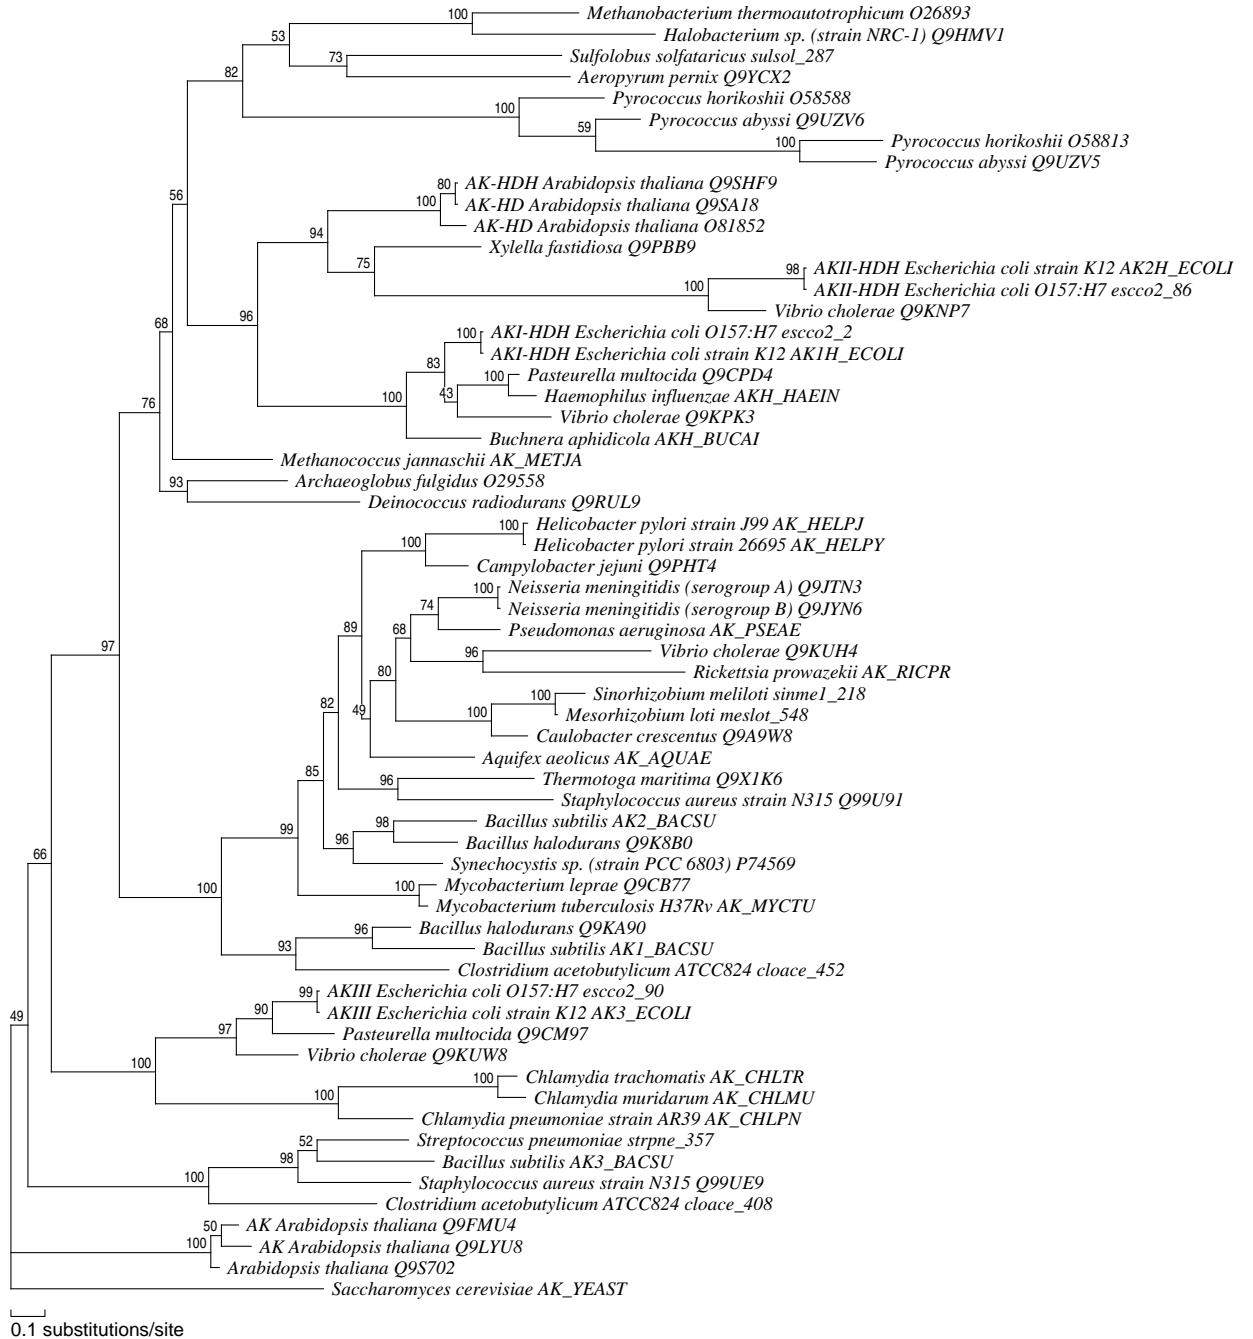 100 Methanobacterium thermoautotrophicum O26893
53 Halobacterium sp. (strain NRC-1) Q9HMV1
73 Sulfolobus solfataricus sulsol_287
82 Aeropyrum pernix Q9YCX2
100 Pyrococcus horikoshii O58588
59 Pyrococcus abyssi Q9UZV6
100 Pyrococcus horikoshii O58813
Pyrococcus abyssi Q9UZV5
80 AK-HDH Arabidopsis thaliana Q9SHF9
56 100 AK-HD Arabidopsis thaliana Q9SA18
AK-HD Arabidopsis thaliana O81852
94 Xylella fastidiosa Q9PBB9
75 98 AKII-HDH Escherichia coli strain K12 AK2H_ECOLI
100 AKII-HDH Escherichia coli O157:H7 escco2_86
Vibrio cholerae Q9KNP7
68 96 100 AKI-HDH Escherichia coli O157:H7 escco2_2
AKI-HDH Escherichia coli strain K12 AK1H_ECOLI
83 100 Pasteurella multocida Q9CPD4
43 Haemophilus influenzae AKH_HAEIN
76 100 Vibrio cholerae Q9KPK3
Buchnera aphidicola AKH_BUCAI
Methanococcus jannaschii AK_METJA
93 Archaeoglobus fulgidus O29558
Deinococcus radiodurans Q9RUL9
100 Helicobacter pylori strain J99 AK_HELPJ
100 Helicobacter pylori strain 26695 AK_HELPY
Campylobacter jejuni Q9PHT4
100 Neisseria meningitidis (serogroup A) Q9JTN3
74 Neisseria meningitidis (serogroup B) Q9JYN6
89 68 Pseudomonas aeruginosa AK_PSEAE
97 96 Vibrio cholerae Q9KUH4
80 Rickettsia prowazekii AK_RICPR
100 Sinorhizobium meliloti sinme1_218
82 49 100 Mesorhizobium loti meslot_548
Caulobacter crescentus Q9A9W8
Aquifex aeolicus AK_AQUAE
85 96 Thermotoga maritima Q9X1K6
Staphylococcus aureus strain N315 Q99U91
98 Bacillus subtilis AK2_BACSU
99 96 Bacillus halodurans Q9K8B0
66 Synechocystis sp. (strain PCC 6803) P74569
100 100 Mycobacterium leprae Q9CB77
Mycobacterium tuberculosis H37Rv AK_MYCTU
96 Bacillus halodurans Q9KA90
93 Bacillus subtilis AK1_BACSU
Clostridium acetobutylicum ATCC824 cloace_452
99 AKIII Escherichia coli O157:H7 escco2_90
49 90 AKIII Escherichia coli strain K12 AK3_ECOLI
97 Pasteurella multocida Q9CM97
Vibrio cholerae Q9KUW8
100 100 Chlamydia trachomatis AK_CHLTR
100 Chlamydia muridarum AK_CHLMU
Chlamydia pneumoniae strain AR39 AK_CHLPN
52 Streptococcus pneumoniae strpne_357
98 Bacillus subtilis AK3_BACSU
100 Staphylococcus aureus strain N315 Q99UE9
Clostridium acetobutylicum ATCC824 cloace_408
50 AK Arabidopsis thaliana Q9FMU4
100 AK Arabidopsis thaliana Q9LYU8
Arabidopsis thaliana Q9S702
Saccharomyces cerevisiae AK_YEAST
0.1 substitutions/site